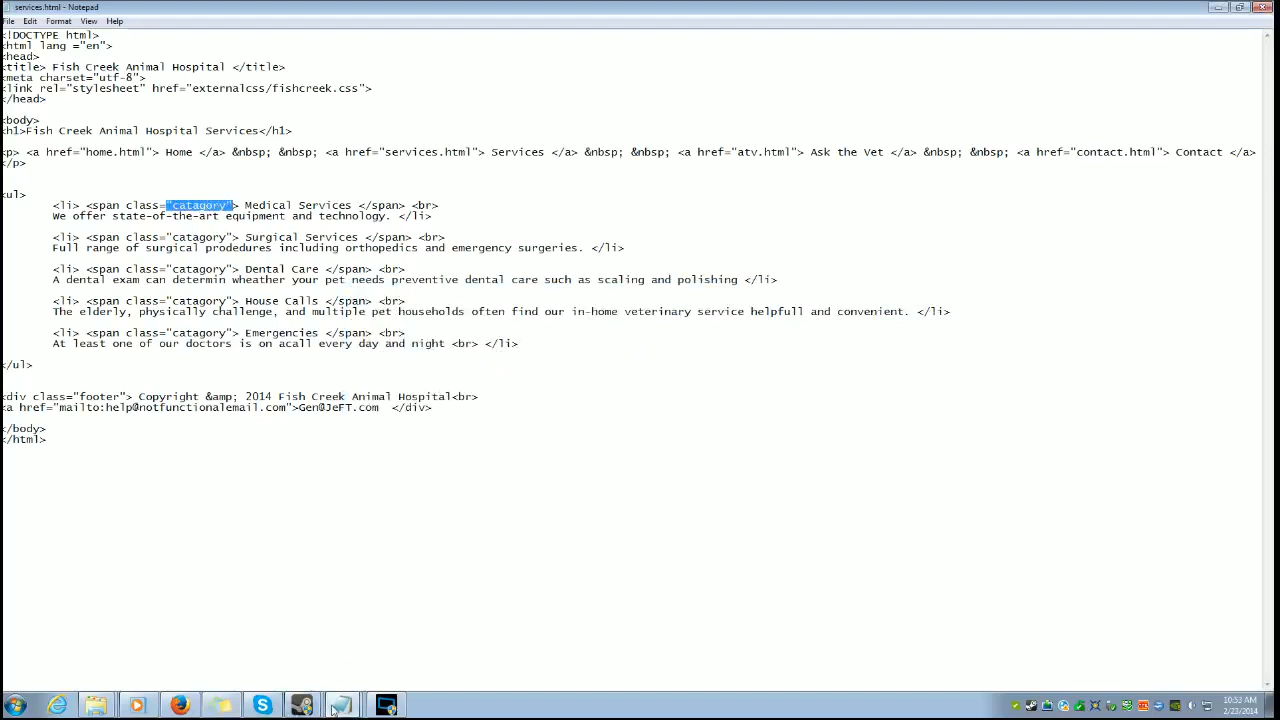 services.html - Notepad
File Edit Format View Help
<!DOCTYPE html>
<html lang ="en">
<head>
<title> Fish Creek Animal Hospital </title>
<meta charset="utf-8">
<link rel="stylesheet" href="externalcss/fishcreek.css">
</head>
<body>
<h1>Fish Creek Animal Hospital Services</h1>
<p> <a href="home.html"> Home </a> &nbsp; &nbsp; <a href="services.html"> Services </a> &nbsp; &nbsp; <a href="atv.html"> Ask the Vet </a> &nbsp; &nbsp; <a href="contact.html"> Contact </a>
</p>
<ul>
<li> <span class="catagory"> Medical Services </span> <br>
We offer state-of-the-art equipment and technology. </li>
<li> <span class="catagory"> Surgical Services </span> <br>
Full range of surgical prodedures including orthopedics and emergency surgeries. </li>
<li> <span class="catagory"> Dental Care </span> <br>
A dental exam can determin wheather your pet needs preventive dental care such as scaling and polishing </li>
<li> <span class="catagory"> House Calls </span> <br>
The elderly, physically challenge, and multiple pet households often find our in-home veterinary service helpfull and convenient. </li>
<li> <span class="catagory"> Emergencies </span> <br>
At least one of our doctors is on acall every day and night <br> </li>
</ul>
<div class="footer"> Copyright &amp; 2014 Fish Creek Animal Hospital<br>
<a href="mailto:help@notfunctionalemail.com">Gen@JeFT.com </div>
</body>
</html>
10:53 AM
2/23/2014